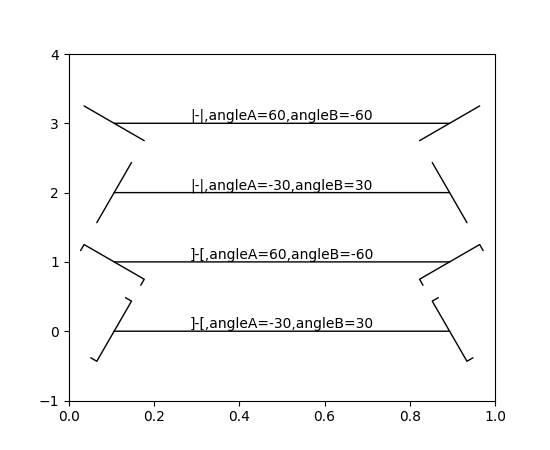 4
|-|,angleA=60,angleB=-60
3
|-|,angleA=-30,angleB=30
2
]-[,angleA=60,angleB=-60
1
]-[,angleA=-30,angleB=30
0
−1
0.0 0.2 0.4 0.6 0.8 1.0